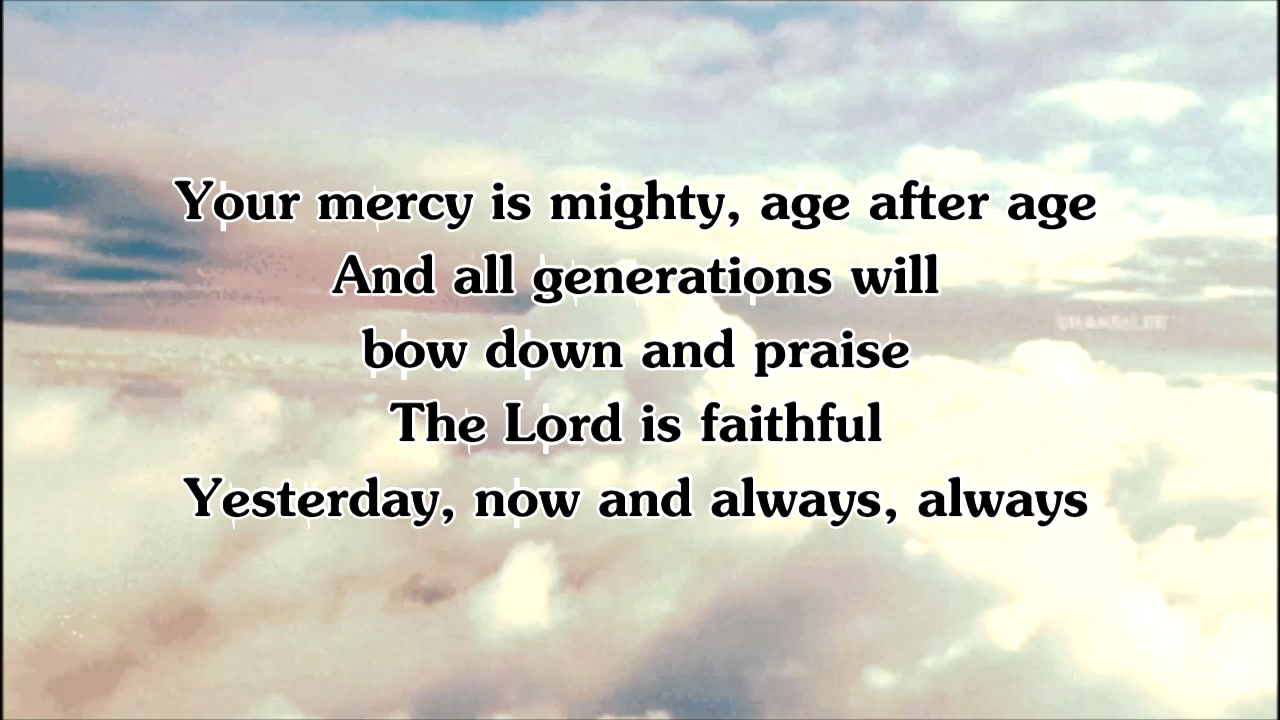 Your mercy is mighty, age after age
And all generations will
bow down and praise
The Lord is faithful
Yesterday, now and always, always